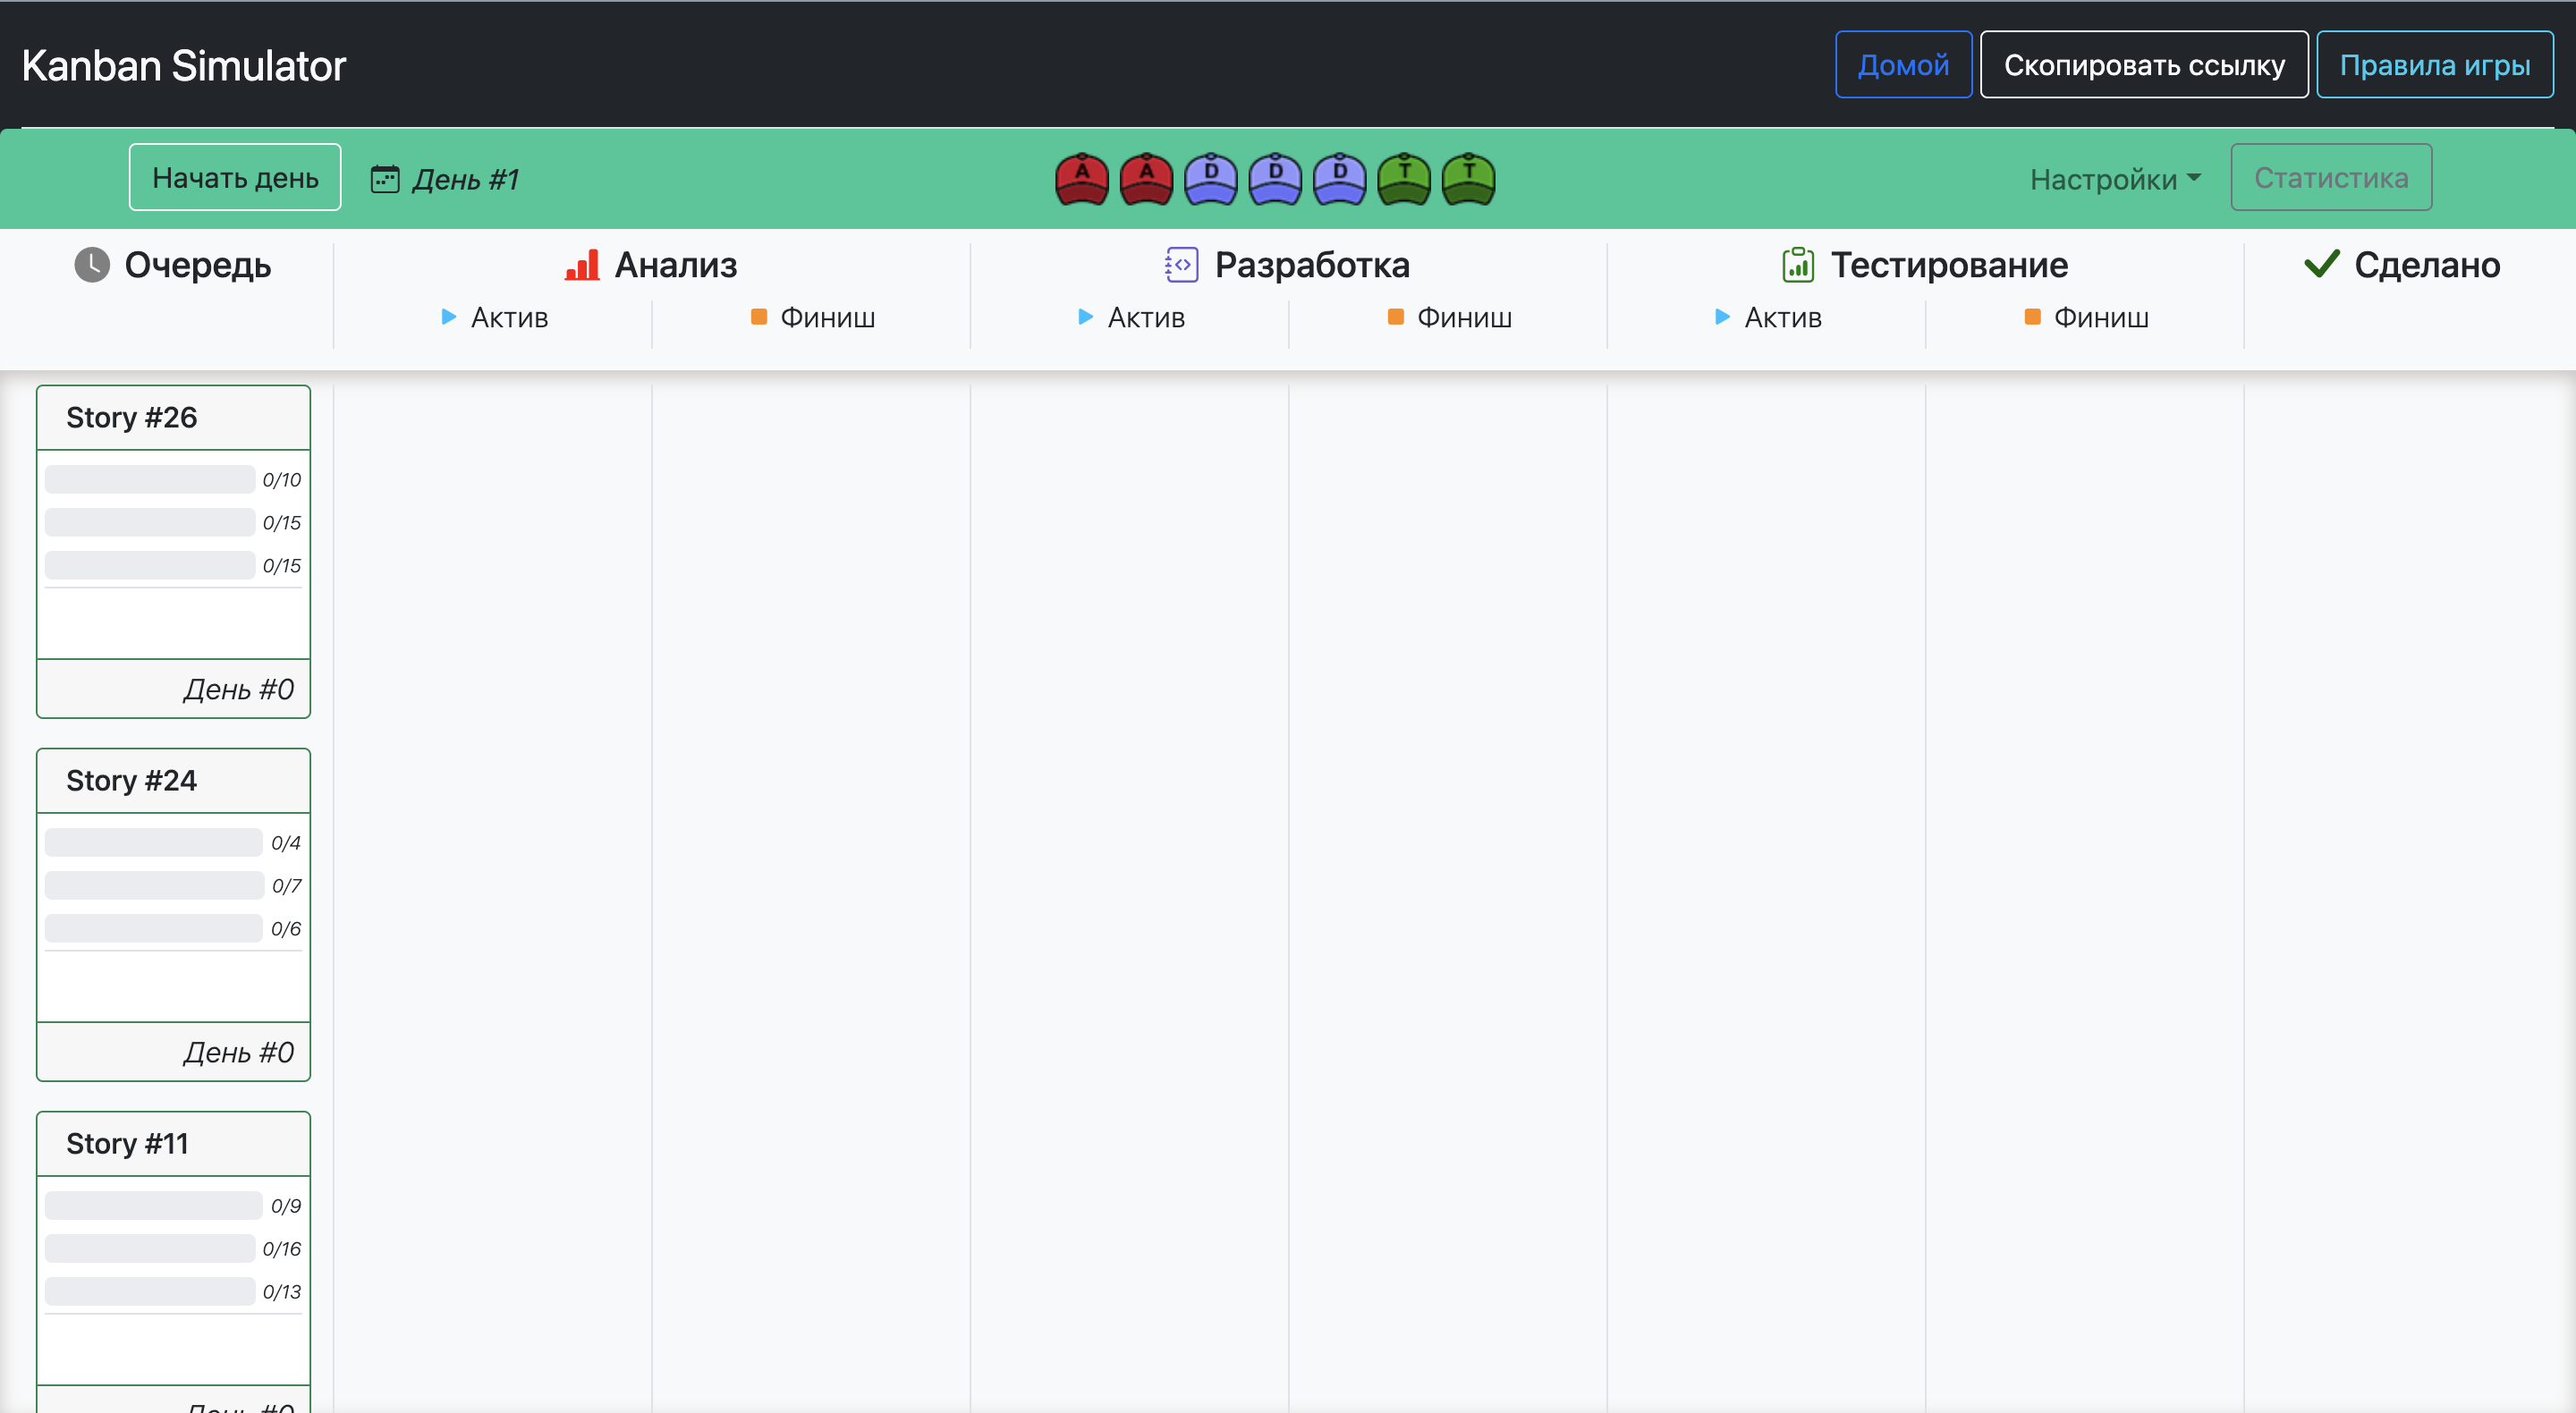 Kanban Simulator
Домой
Скопировать ссылку
Правила игры
Начать день
День #1
A A D D D T T
Настройки
Статистика
Очередь
Анализ
Разработка
Тестирование
Сделано
Актив
Финиш
Актив
Финиш
Актив
Финиш
Story #26
0/10
0/15
0/15
День #0
Story #24
0/4
0/7
0/6
День #0
Story #11
0/9
0/16
0/13
День #0